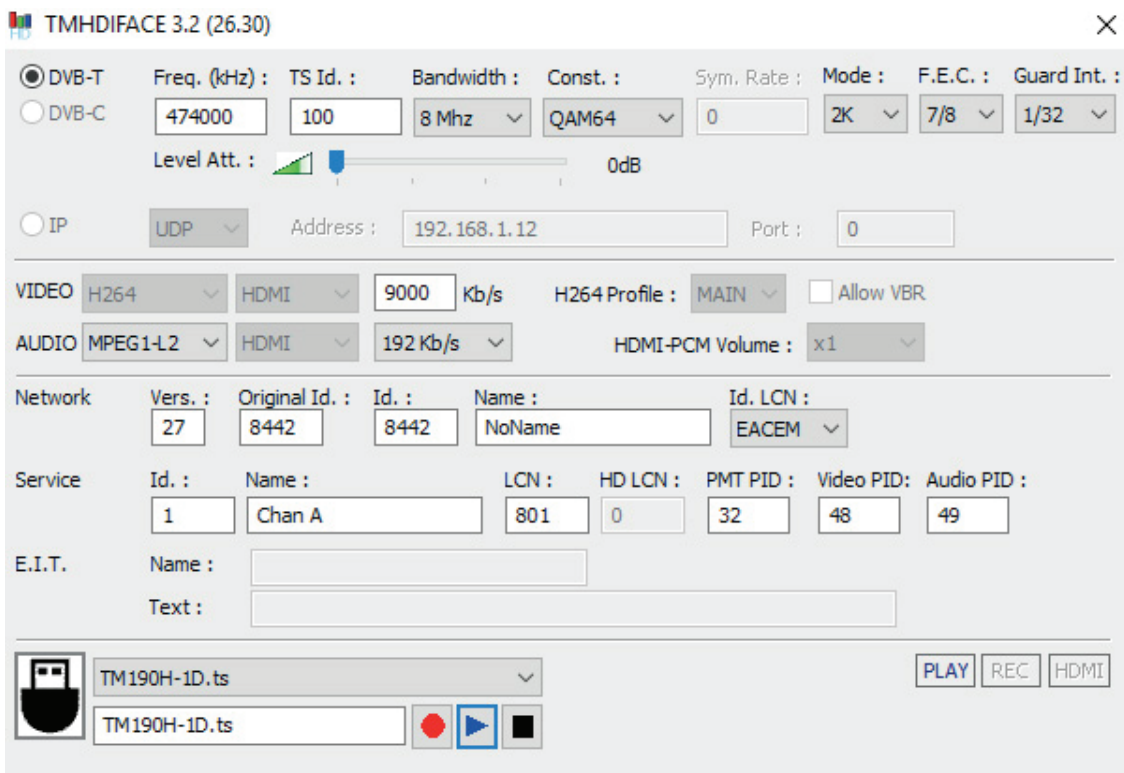 TMHDIFACE 3.2 (26.30)
DVB-T Freq. (kHz) : TS Id. : Bandwidth : Const. : Sym. Rate : Mode : F.E.C. : Guard Int. :
DVB-C 474000 100 8 Mhz QAM64 0 2K 7/8 1/32
Level Att. : 0dB
IP UDP Address : 192.168.1.12 Port : 0
VIDEO H264 HDMI 9000 Kb/s H264 Profile : MAIN Allow VBR
AUDIO MPEG1-L2 HDMI 192 Kb/s HDMI-PCM Volume : x1
Network Vers. : Original Id. : Id. : Name : Id. LCN :
27 8442 8442 NoName EACEM
Service Id. : Name : LCN : HD LCN : PMT PID : Video PID: Audio PID :
1 Chan A 801 0 32 48 49
E.I.T. Name :
Text :
TM190H-1D.ts PLAY REC HDMI
TM190H-1D.ts